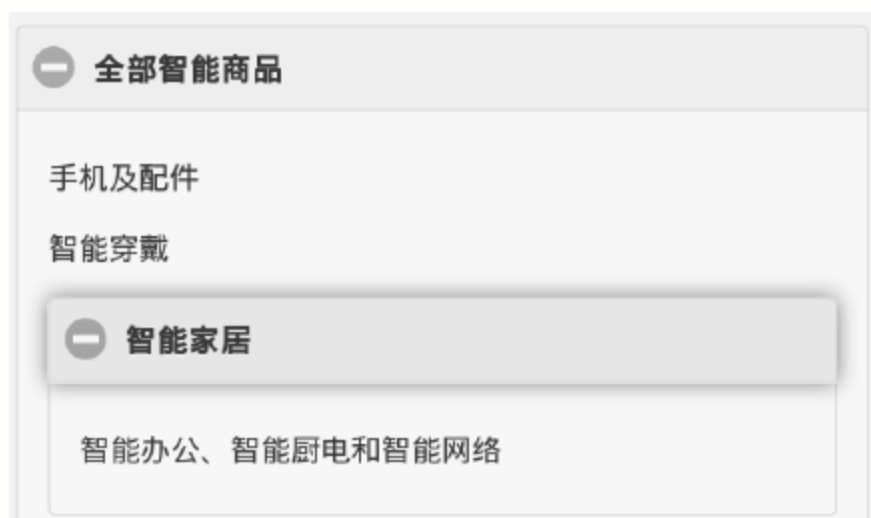 全部智能商品
手机及配件
智能穿戴
智能家居
智能办公、智能厨电和智能网络